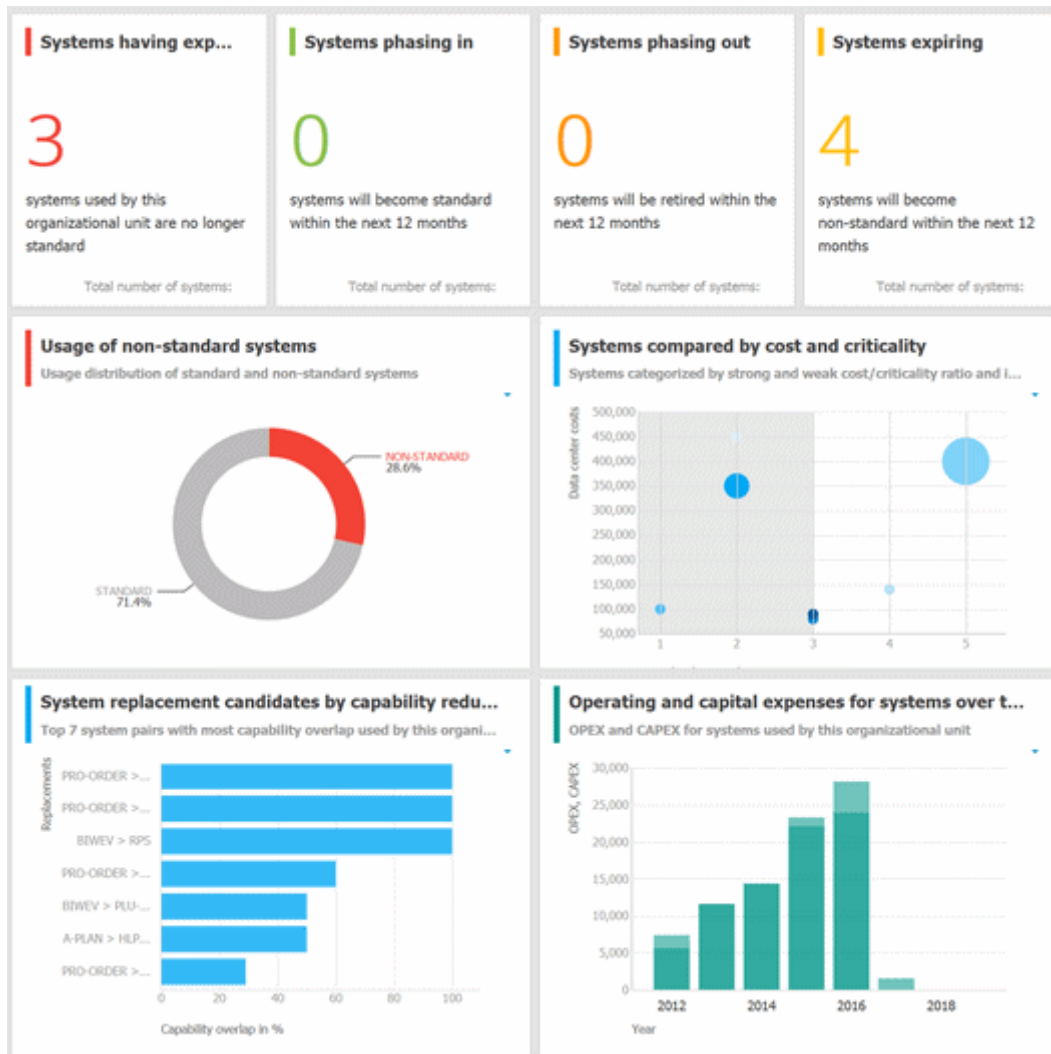 Systems having exp...
3
systems used by this
organizational unit are no longer
standard
Total number of systems:
Systems phasing in
0
systems will become standard
within the next 12 months
Total number of systems:
Systems phasing out
0
systems will be retired within the
next 12 months
Total number of systems:
Systems expiring
4
systems will become
non-standard within the next 12
months
Total number of systems:
Usage of non-standard systems
Usage distribution of standard and non-standard systems
NON-STANDARD
28.6%
STANDARD
71.4%
Systems compared by cost and criticality
Systems categorized by strong and weak cost/criticality ratio and i...
Data center costs
500,000
450,000
400,000
350,000
300,000
250,000
200,000
150,000
100,000
50,000
1 2 3 4 5
System replacement candidates by capability redu...
Top 7 system pairs with most capability overlap used by this organi...
Replacements
PRO-ORDER >...
PRO-ORDER >...
BIWEV > RPS
PRO-ORDER >...
BIWEV > PLU-...
A-PLAN > HLP...
PRO-ORDER >...
0 20 40 60 80 100
Capability overlap in %
Operating and capital expenses for systems over t...
OPEX and CAPEX for systems used by this organizational unit
OPEX, CAPEX
30,000
25,000
20,000
15,000
10,000
5,000
0
2012 2014 2016 2018
Year